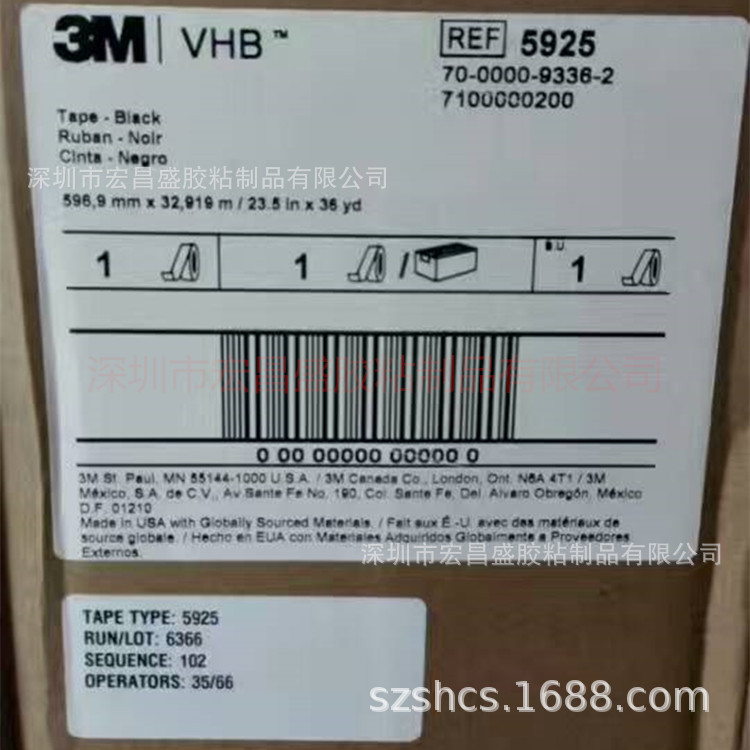 3M | VHB™
REF 5925
70-0000-9336-2
7100000200
Tape - Black
Ruban - Noir
Cinta - Negro
深圳市宏昌盛胶粘制品有限公司
596,9 mm x 32,919 m / 23.5 in x 36 yd
1 1 / B.U. 1
深圳市宏昌盛胶粘制品有限公司
0 00 00000 00000 0
3M St. Paul, MN 55144-1000 U.S.A. / 3M Canada Co., London, Ont. N6A 4T1 / 3M
México, S.A. de C.V., Av Santa Fe No. 190, Col. Santa Fe, Del. Alvaro Obregón, México
D.F. 01210
Made in USA with Globally Sourced Materials. / Fait aux É.-U. avec des matériaux de
source globale. / Hecho en EUA con Materiales Adquiridos Globalmente a Proveedores
Externos.
深圳市宏昌盛胶粘制品有限公司
TAPE TYPE: 5925
RUN/LOT: 6366
SEQUENCE: 102
OPERATORS: 35/66
szshcs.1688.com